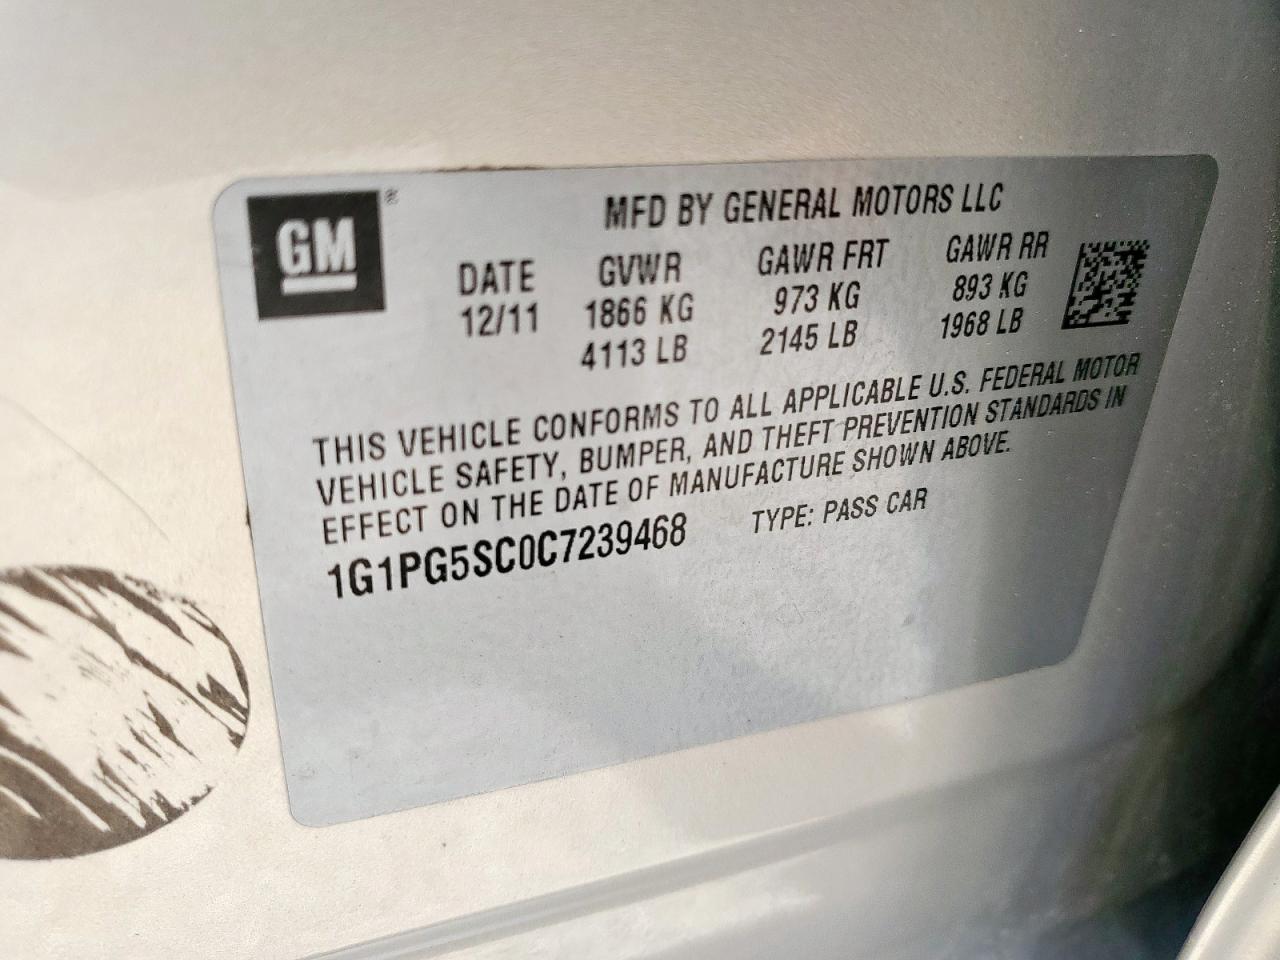 GM®
MFD BY GENERAL MOTORS LLC
DATE GVWR GAWR FRT GAWR RR
12/11 1866 KG 973 KG 893 KG
4113 LB 2145 LB 1968 LB
THIS VEHICLE CONFORMS TO ALL APPLICABLE U.S. FEDERAL MOTOR
VEHICLE SAFETY, BUMPER, AND THEFT PREVENTION STANDARDS IN
EFFECT ON THE DATE OF MANUFACTURE SHOWN ABOVE.
1G1PG5SC0C7239468 TYPE: PASS CAR